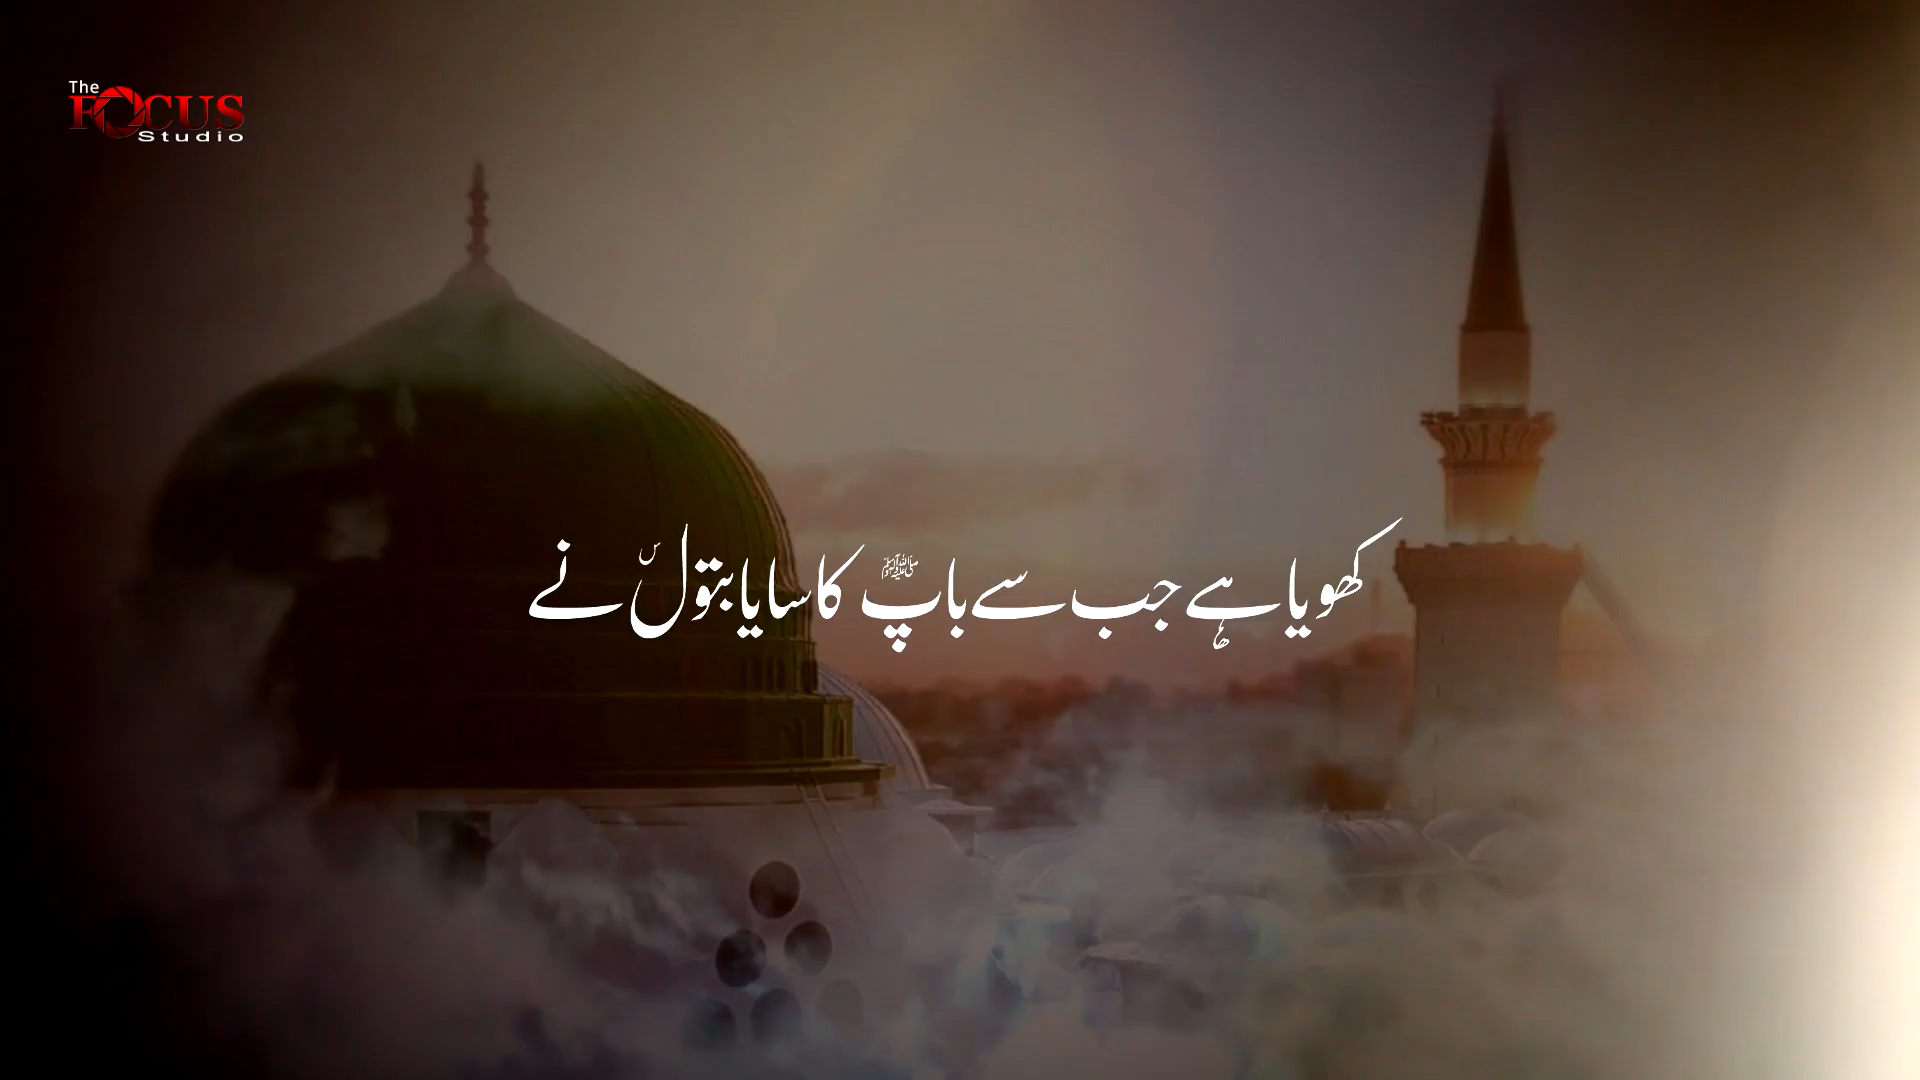 The
FOCUS
Studio
کھویا ہے جب سے باپ ﷺ کا سایا بتولؑ نے